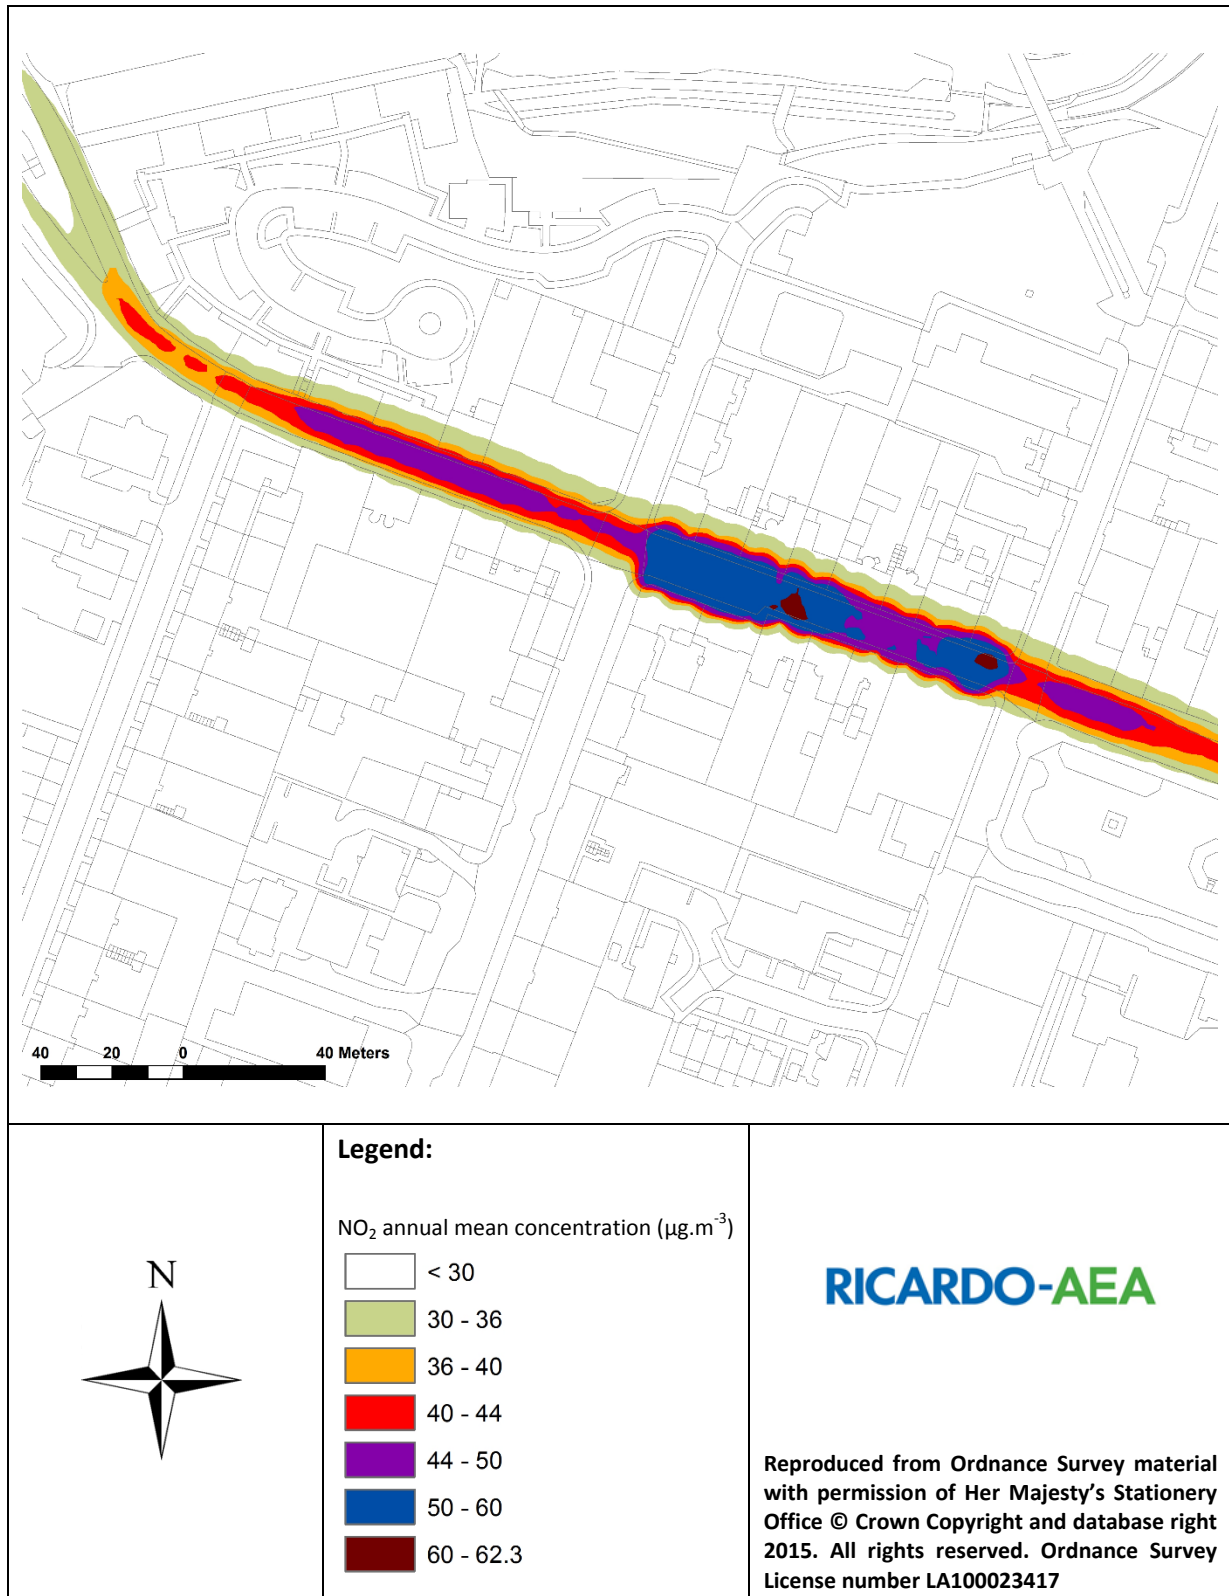 40 20 0 40 Meters
N
Legend:
NO₂ annual mean concentration (µg.m⁻³)
< 30
30 - 36
36 - 40
40 - 44
44 - 50
50 - 60
60 - 62.3
RICARDO-AEA
Reproduced from Ordnance Survey material
with permission of Her Majesty's Stationery
Office © Crown Copyright and database right
2015. All rights reserved. Ordnance Survey
License number LA100023417